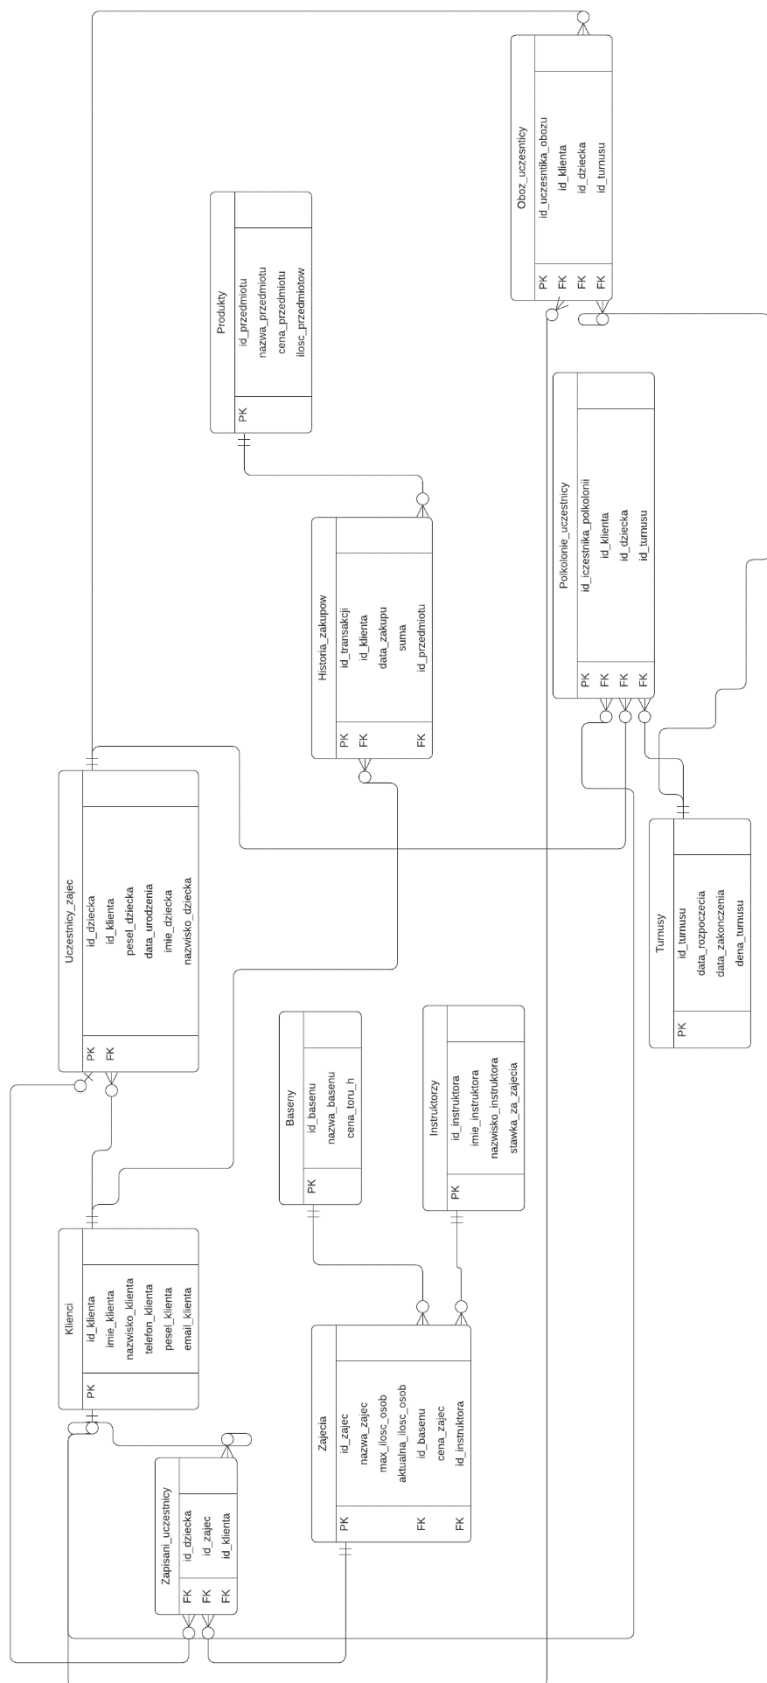 Oboz_uczesnticy
PK id_uczesntika_obozu
FK id_klienta
FK id_dziecka
FK id_turnusu
Produkty
PK id_przedmiotu
nazwa_przedmiotu
cena_przedmiotu
ilosc_przedmiotow
Polkolonie_uczestnicy
PK id_iczestnika_polkolonii
FK id_klienta
FK id_dziecka
FK id_turnusu
Historia_zakupow
PK id_transakcji
FK id_klienta
data_zakupu
suma
FK id_przedmiotu
Uczestnicy_zajec
PK id_dziecka
FK id_klienta
pesel_dziecka
data_urodzenia
imie_dziecka
nazwisko_dziecka
Turnusy
PK id_turnusu
data_rozpoczecia
data_zakonczenia
dena_turnusu
Baseny
PK id_basenu
nazwa_basenu
cena_toru_h
Instruktorzy
PK id_instruktora
imie_instruktora
nazwisko_instruktora
stawka_za_zajecia
Klienci
PK id_klienta
imie_klienta
nazwisko_klienta
telefon_klienta
pesel_klienta
email_klienta
Zajecia
PK id_zajec
nazwa_zajec
max_ilosc_osob
aktualna_ilosc_osob
FK id_basenu
cena_zajec
FK id_instruktora
Zapisani_uczestnicy
FK id_dziecka
FK id_zajec
FK id_klienta